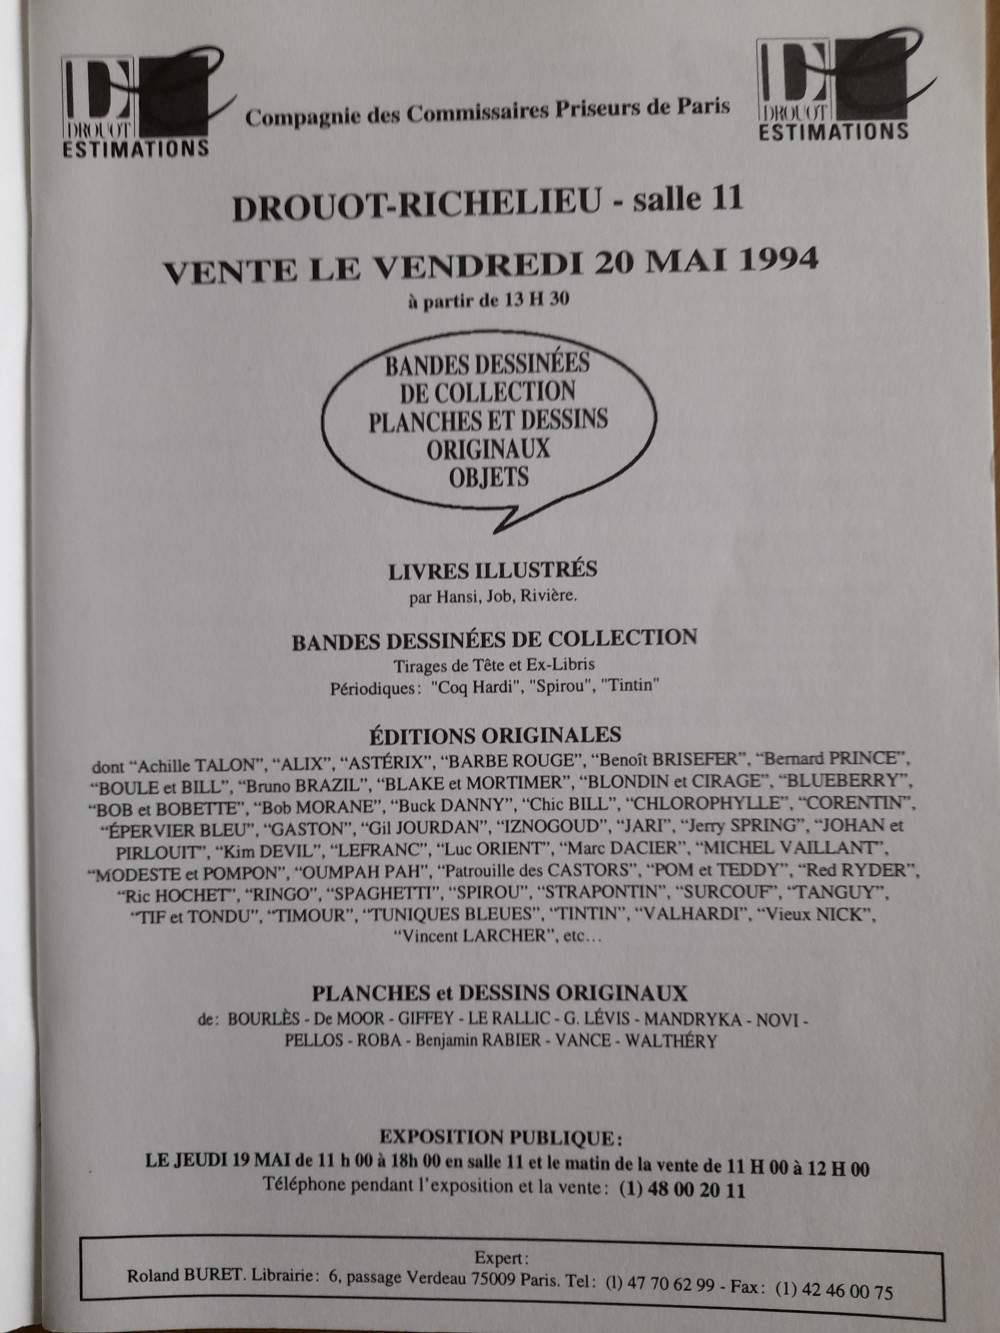 DE
DROUOT
ESTIMATIONS
Compagnie des Commissaires Priseurs de Paris
DE
DROUOT
ESTIMATIONS
DROUOT-RICHELIEU - salle 11
VENTE LE VENDREDI 20 MAI 1994
à partir de 13 H 30
BANDES DESSINÉES
DE COLLECTION
PLANCHES ET DESSINS
ORIGINAUX
OBJETS
LIVRES ILLUSTRÉS
par Hansi, Job, Rivière.
BANDES DESSINÉES DE COLLECTION
Tirages de Tête et Ex-Libris
Périodiques: "Coq Hardi", "Spirou", "Tintin"
ÉDITIONS ORIGINALES
dont “Achille TALON”, “ALIX”, “ASTÉRIX”, “BARBE ROUGE”, “Benoît BRISEFER”, “Bernard PRINCE”,
“BOULE et BILL”, “Bruno BRAZIL”, “BLAKE et MORTIMER”, “BLONDIN et CIRAGE”, “BLUEBERRY”,
“BOB et BOBETTE”, “Bob MORANE”, “Buck DANNY”, “Chic BILL”, “CHLOROPHYLLE”, “CORENTIN”,
“ÉPERVIER BLEU”, “GASTON”, “Gil JOURDAN”, “IZNOGOUD”, “JARI”, “Jerry SPRING”, “JOHAN et
PIRLOUIT”, “Kim DEVIL”, “LEFRANC”, “Luc ORIENT”, “Marc DACIER”, “MICHEL VAILLANT”,
“MODESTE et POMPON”, “OUMPAH PAH”, “Patrouille des CASTORS”, “POM et TEDDY”, “Red RYDER”,
“Ric HOCHET”, “RINGO”, “SPAGHETTI”, “SPIROU”, “STRAPONTIN”, “SURCOUF”, “TANGUY”,
“TIF et TONDU”, “TIMOUR”, “TUNIQUES BLEUES”, “TINTIN”, “VALHARDI”, “Vieux NICK”,
“Vincent LARCHER”, etc...
PLANCHES et DESSINS ORIGINAUX
de: BOURLÈS - De MOOR - GIFFEY - LE RALLIC - G. LÉVIS - MANDRYKA - NOVI -
PELLOS - ROBA - Benjamin RABIER - VANCE - WALTHÉRY
EXPOSITION PUBLIQUE:
LE JEUDI 19 MAI de 11 h 00 à 18h 00 en salle 11 et le matin de la vente de 11 H 00 à 12 H 00
Téléphone pendant l'exposition et la vente: (1) 48 00 20 11
Expert:
Roland BURET. Librairie: 6, passage Verdeau 75009 Paris. Tel: (1) 47 70 62 99 - Fax: (1) 42 46 00 75